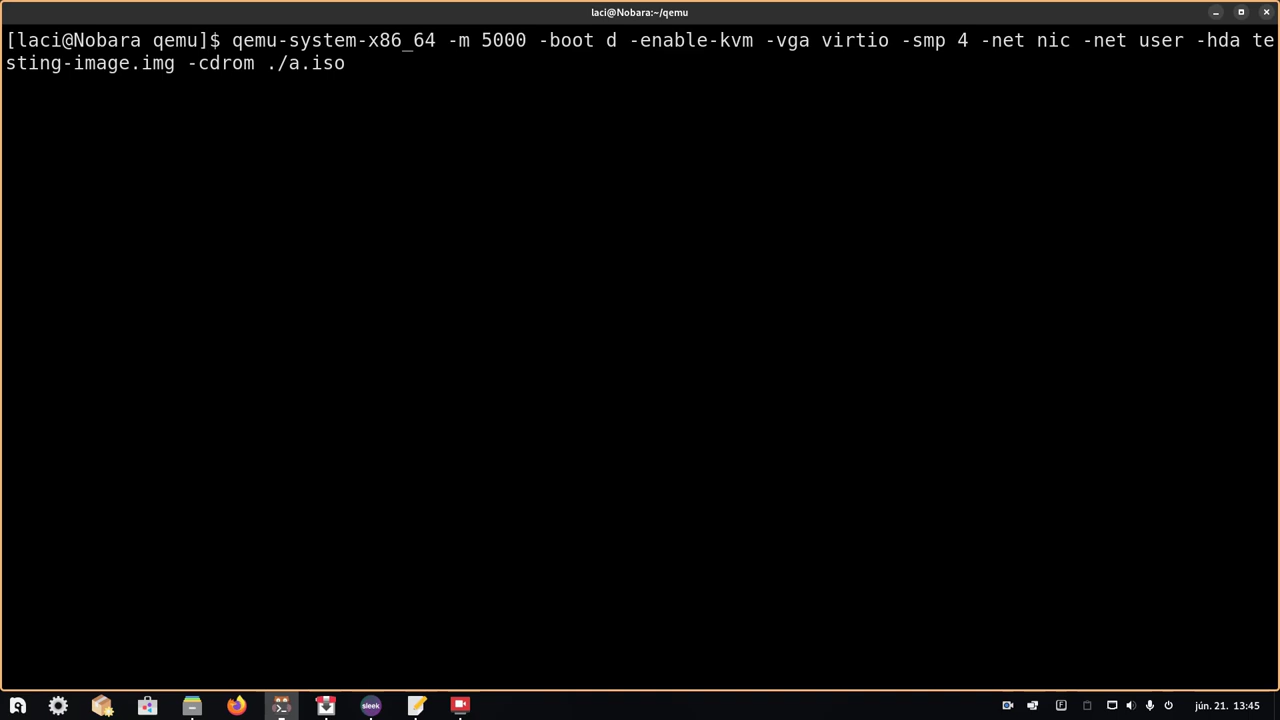 laci@Nobara:~/qemu
[laci@Nobara qemu]$ qemu-system-x86_64 -m 5000 -boot d -enable-kvm -vga virtio -smp 4 -net nic -net user -hda te
sting-image.img -cdrom ./a.iso
sleek
F
jún. 21. 13:45